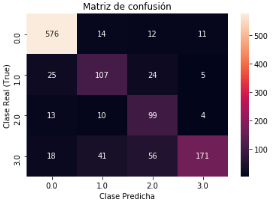 Matriz de confusión
Clase Real (True)
0.0 576 14 12 11
1.0 25 107 24 5
2.0 13 10 99 4
3.0 18 41 56 171
0.0 1.0 2.0 3.0
Clase Predicha
500
400
300
200
100